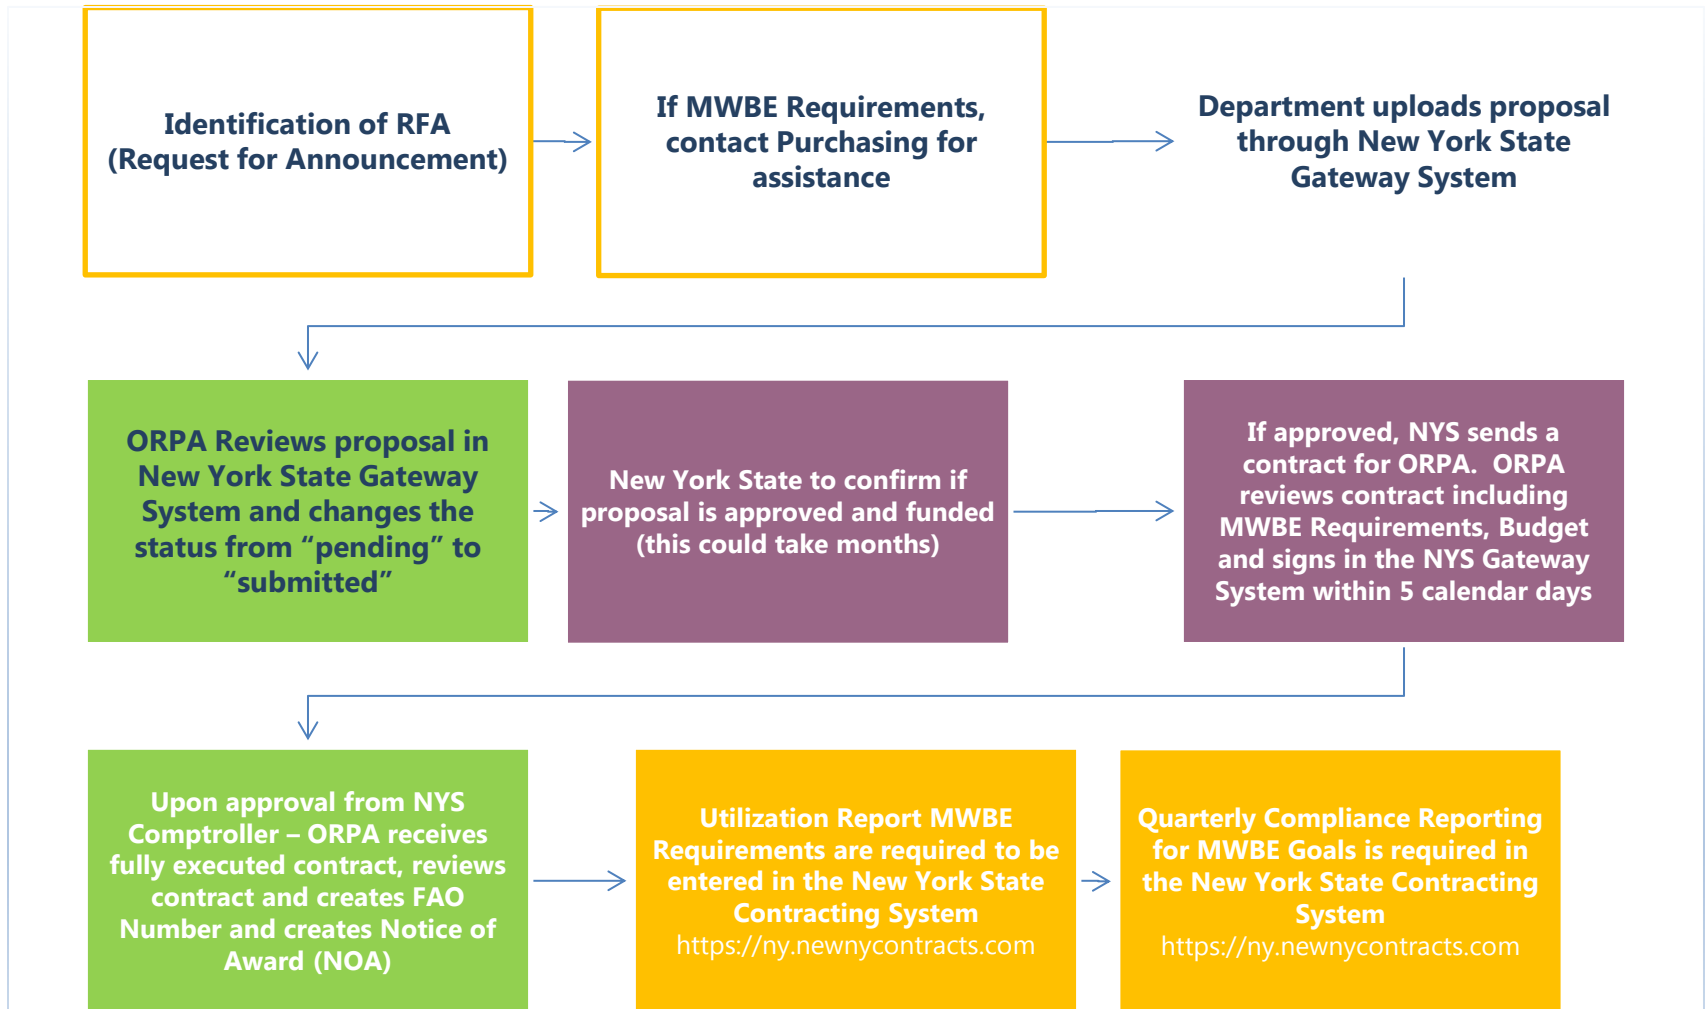 Identification of RFA
(Request for Announcement)
If MWBE Requirements,
contact Purchasing for
assistance
Department uploads proposal
through New York State
Gateway System
ORPA Reviews proposal in
New York State Gateway
System and changes the
status from “pending” to
“submitted”
New York State to confirm if
proposal is approved and funded
(this could take months)
If approved, NYS sends a
contract for ORPA.  ORPA
reviews contract including
MWBE Requirements, Budget
and signs in the NYS Gateway
System within 5 calendar days
Upon approval from NYS
Comptroller – ORPA receives
fully executed contract, reviews
contract and creates FAO
Number and creates Notice of
Award (NOA)
Utilization Report MWBE
Requirements are required to be
entered in the New York State
Contracting System
https://ny.newnycontracts.com
Quarterly Compliance Reporting
for MWBE Goals is required in
the New York State Contracting
System
https://ny.newnycontracts.com